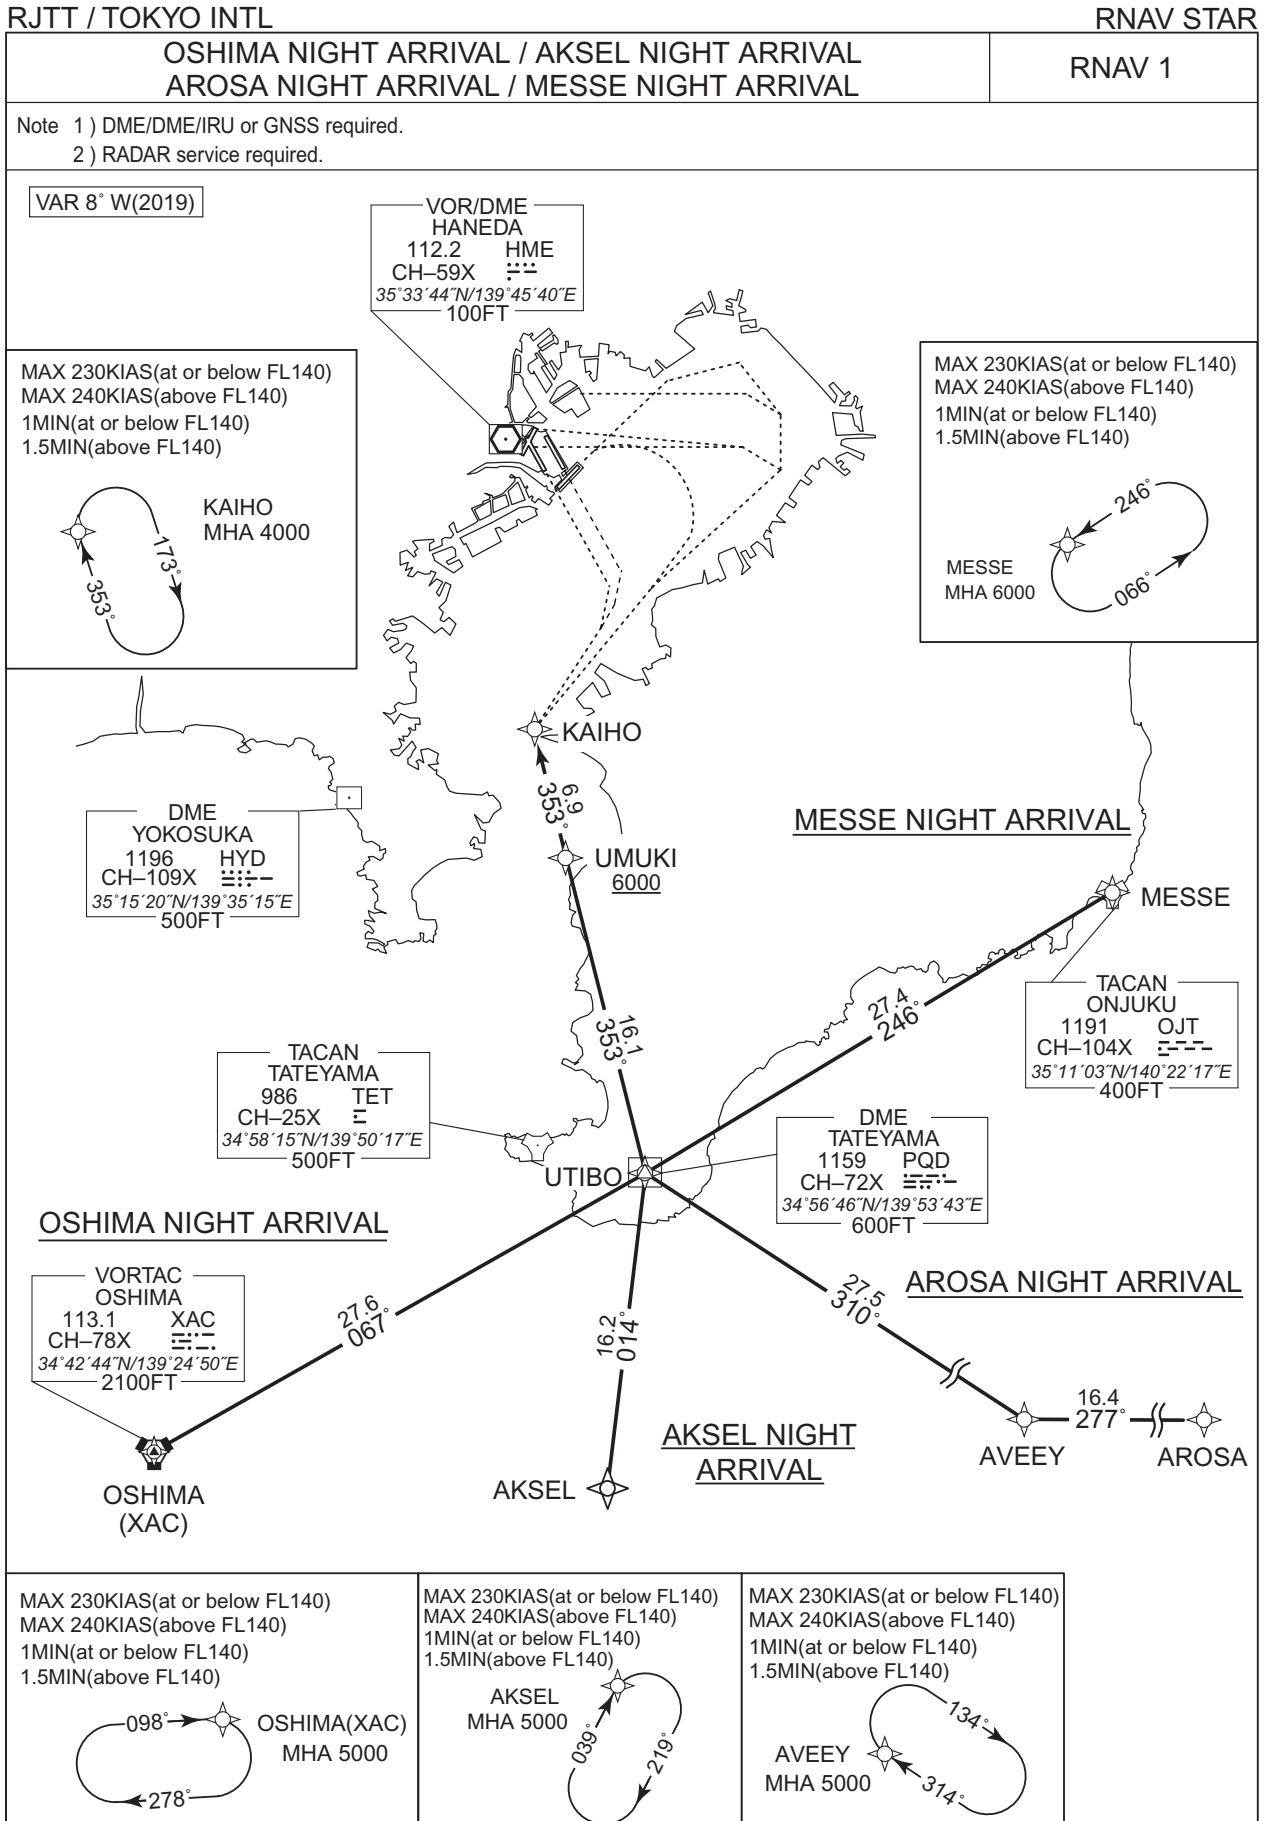 RJTT / TOKYO INTL
RNAV STAR
OSHIMA NIGHT ARRIVAL / AKSEL NIGHT ARRIVAL
AROSA NIGHT ARRIVAL / MESSE NIGHT ARRIVAL
RNAV 1
Note 1 ) DME/DME/IRU or GNSS required.
2 ) RADAR service required.
VAR 8° W(2019)
VOR/DME
HANEDA
112.2 HME
CH–59X
35°33´44˝N/139°45´40˝E
100FT
MAX 230KIAS(at or below FL140)
MAX 240KIAS(above FL140)
1MIN(at or below FL140)
1.5MIN(above FL140)
KAIHO
MHA 4000
173°
353°
MAX 230KIAS(at or below FL140)
MAX 240KIAS(above FL140)
1MIN(at or below FL140)
1.5MIN(above FL140)
246°
MESSE
MHA 6000
066°
KAIHO
6.9
353°
DME
YOKOSUKA
1196 HYD
CH–109X
35°15´20˝N/139°35´15˝E
500FT
MESSE NIGHT ARRIVAL
UMUKI
6000
MESSE
27.4
246°
TACAN
ONJUKU
1191 OJT
CH–104X
35°11´03˝N/140°22´17˝E
400FT
16.1
353°
TACAN
TATEYAMA
986 TET
CH–25X
34°58´15˝N/139°50´17˝E
500FT
DME
TATEYAMA
1159 PQD
CH–72X
34°56´46˝N/139°53´43˝E
600FT
UTIBO
OSHIMA NIGHT ARRIVAL
VORTAC
OSHIMA
113.1 XAC
CH–78X
34°42´44˝N/139°24´50˝E
2100FT
27.6
067°
16.2
014°
27.5
310°
AROSA NIGHT ARRIVAL
16.4
277°
AVEEY
AROSA
AKSEL NIGHT
ARRIVAL
AKSEL
OSHIMA
(XAC)
MAX 230KIAS(at or below FL140)
MAX 240KIAS(above FL140)
1MIN(at or below FL140)
1.5MIN(above FL140)
098°
OSHIMA(XAC)
MHA 5000
278°
MAX 230KIAS(at or below FL140)
MAX 240KIAS(above FL140)
1MIN(at or below FL140)
1.5MIN(above FL140)
AKSEL
MHA 5000
039°
219°
MAX 230KIAS(at or below FL140)
MAX 240KIAS(above FL140)
1MIN(at or below FL140)
1.5MIN(above FL140)
134°
AVEEY
MHA 5000
314°